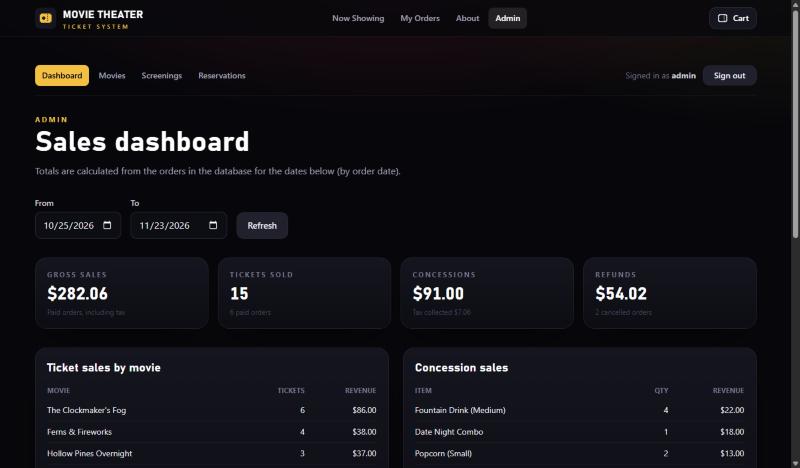 MOVIE THEATER
TICKET SYSTEM
Now Showing My Orders About Admin
Cart
Dashboard Movies Screenings Reservations
Signed in as admin Sign out
ADMIN
Sales dashboard
Totals are calculated from the orders in the database for the dates below (by order date).
From To
10/25/2026 11/23/2026 Refresh
GROSS SALES
$282.06
Paid orders, including tax
TICKETS SOLD
15
6 paid orders
CONCESSIONS
$91.00
Tax collected $7.06
REFUNDS
$54.02
2 cancelled orders
Ticket sales by movie
MOVIE TICKETS REVENUE
The Clockmaker's Fog 6 $86.00
Ferns & Fireworks 4 $38.00
Hollow Pines Overnight 3 $37.00
Concession sales
ITEM QTY REVENUE
Fountain Drink (Medium) 4 $22.00
Date Night Combo 1 $18.00
Popcorn (Small) 2 $13.00